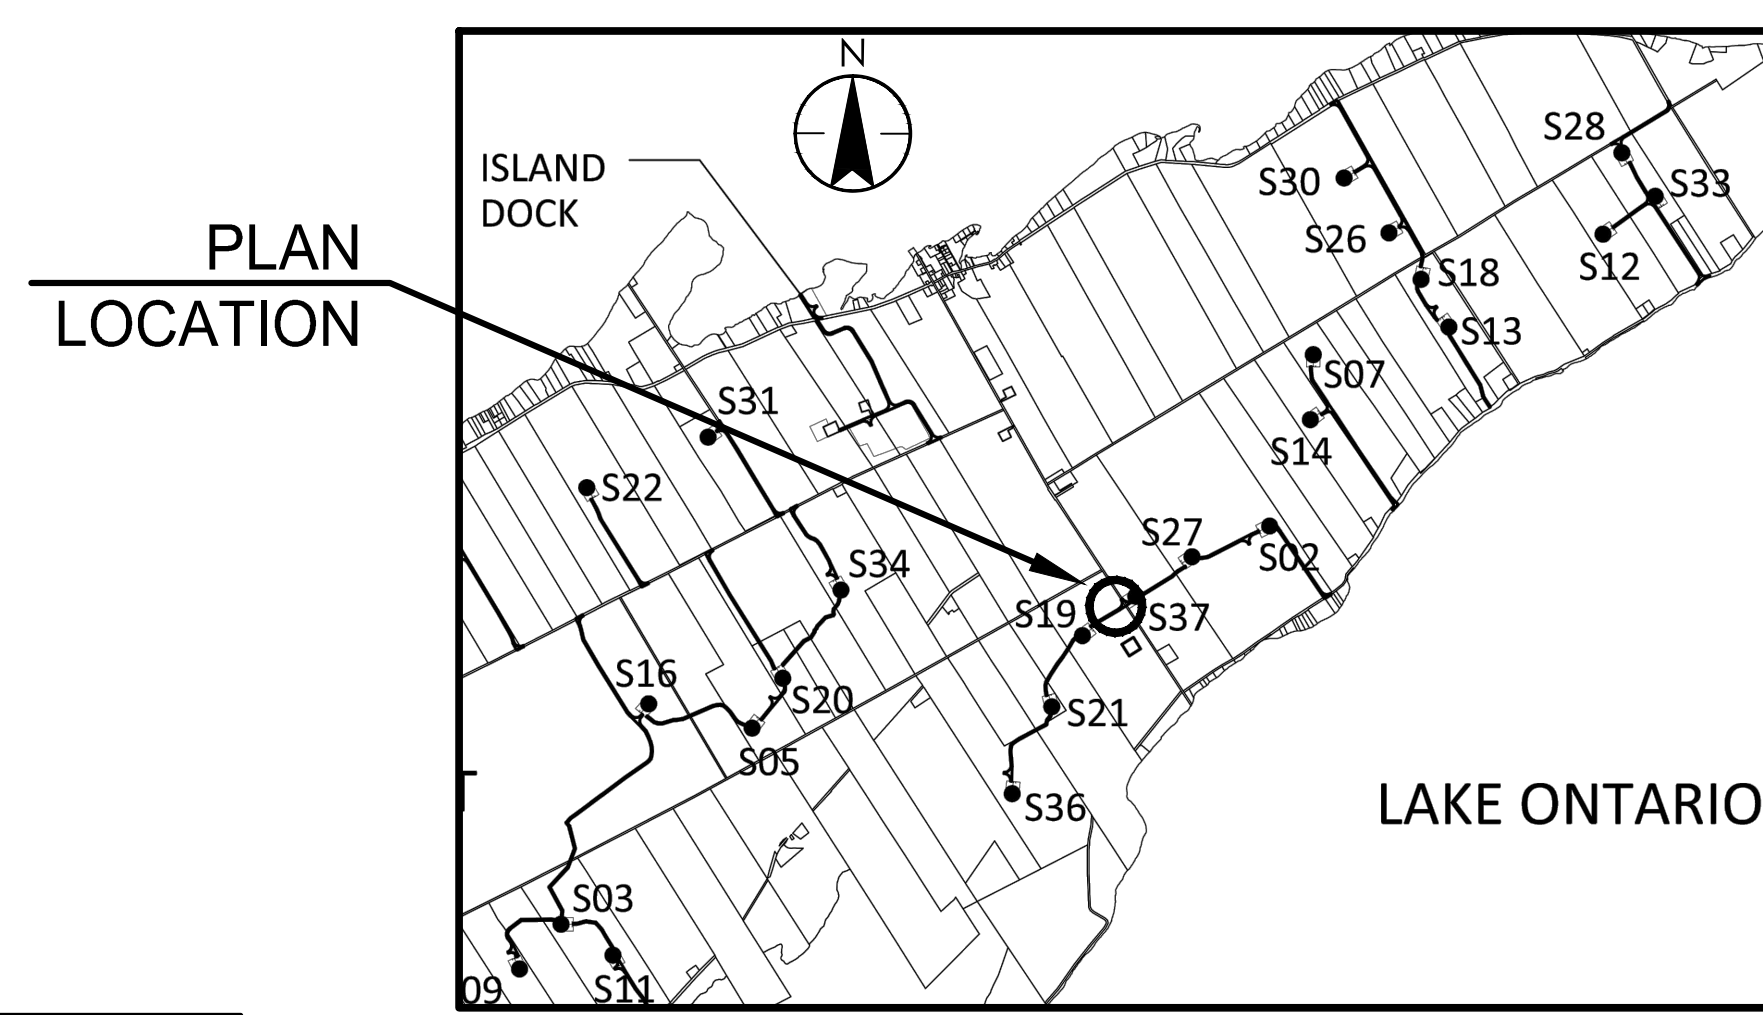 N
ISLAND
DOCK
PLAN
LOCATION
S28
S30
S33
S26
S12
S18
S13
S07
S31
S14
S22
S27
S02
S34
S19
S37
S16
S20
S21
S05
S36
LAKE ONTARIO
S03
S11
09